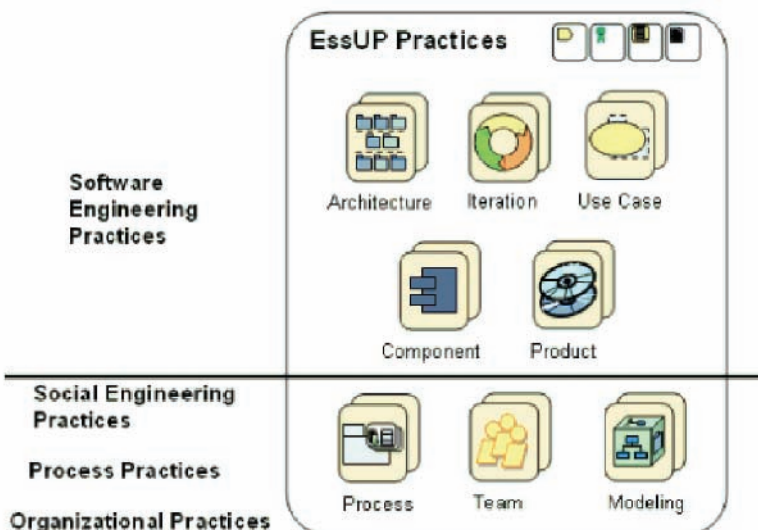 EssUP Practices
Architecture Iteration Use Case
Software
Engineering
Practices
Component Product
Social Engineering
Practices
Process Practices
Organizational Practices
Process Team Modeling